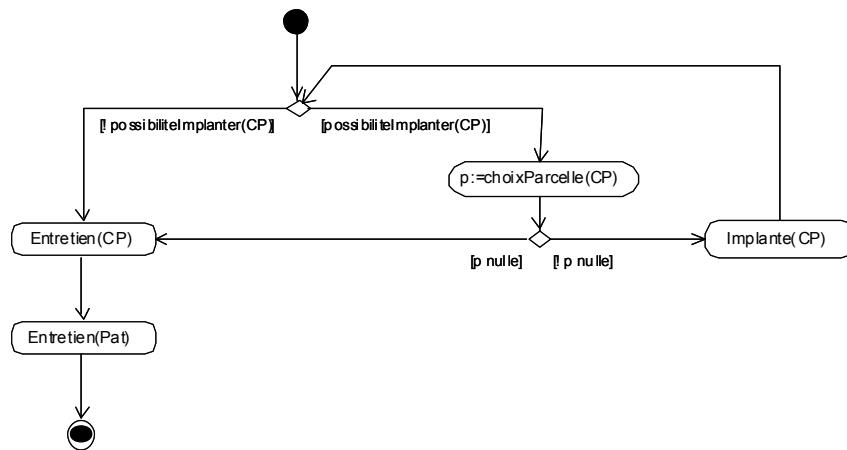 [! possibiliteImplanter(CP)]
[possibiliteImplanter(CP)]
p:=choixParcelle(CP)
Entretien(CP)
[p nulle]
[! p nulle]
Implante(CP)
Entretien(Pat)